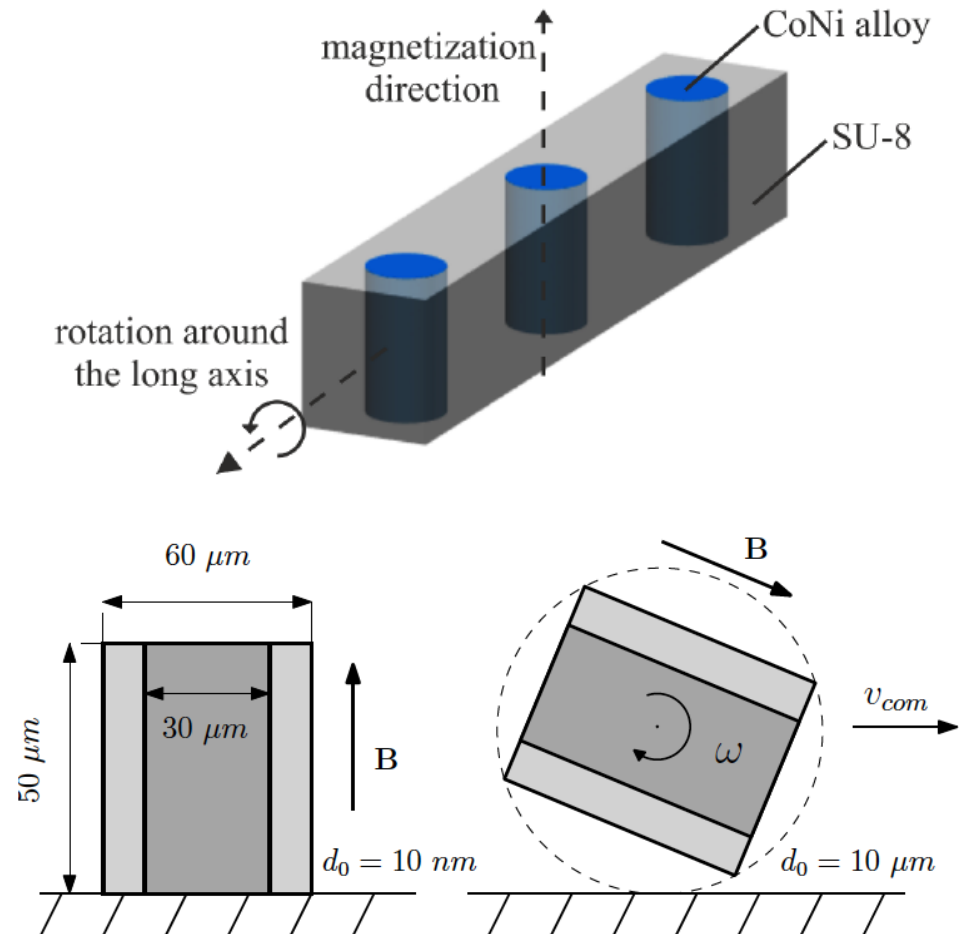 magnetization
direction
CoNi alloy
SU-8
rotation around
the long axis
60 μm
50 μm
30 μm
B
d₀ = 10 nm
B
v_com
ω
d₀ = 10 μm